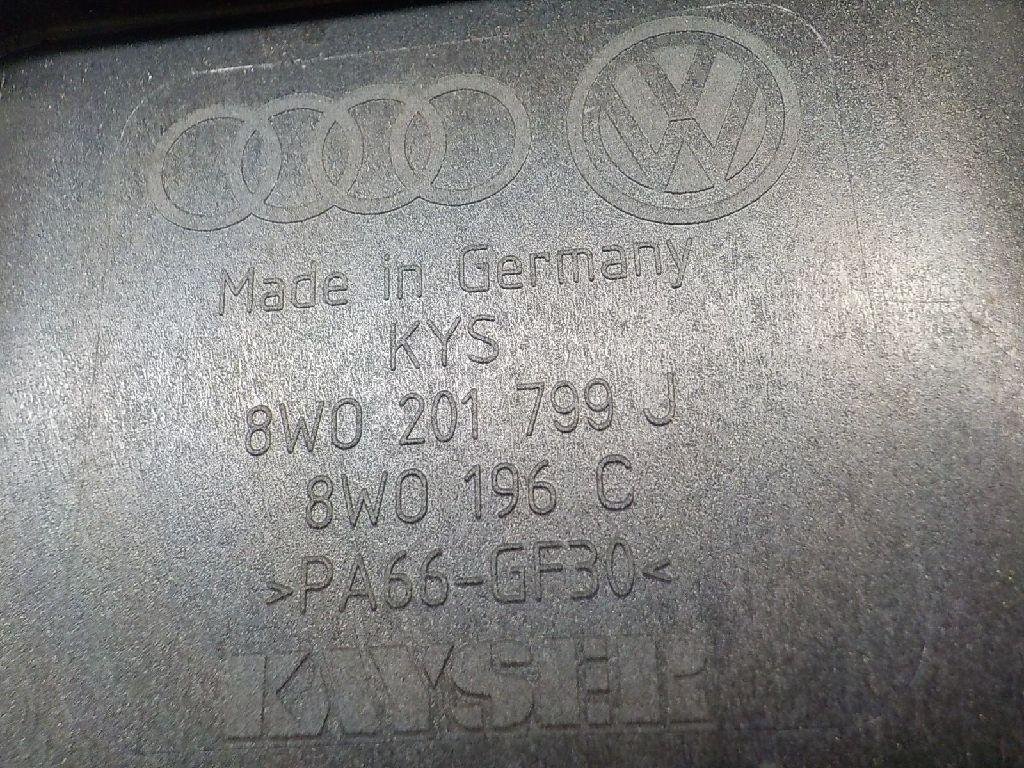 Made in Germany
KYS
8W0 201 799 J
8W0 196 C
>PA66-GF30<
KAYSER